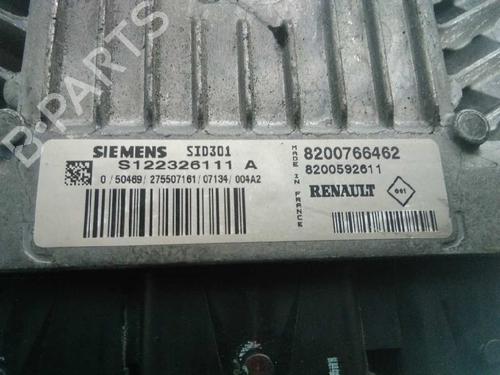 B-PARTS
SIEMENS SID301
S122326111 A
0/50469/275507161/07134/004A2
MADE IN FRANCE
8200766462
8200592611
RENAULT